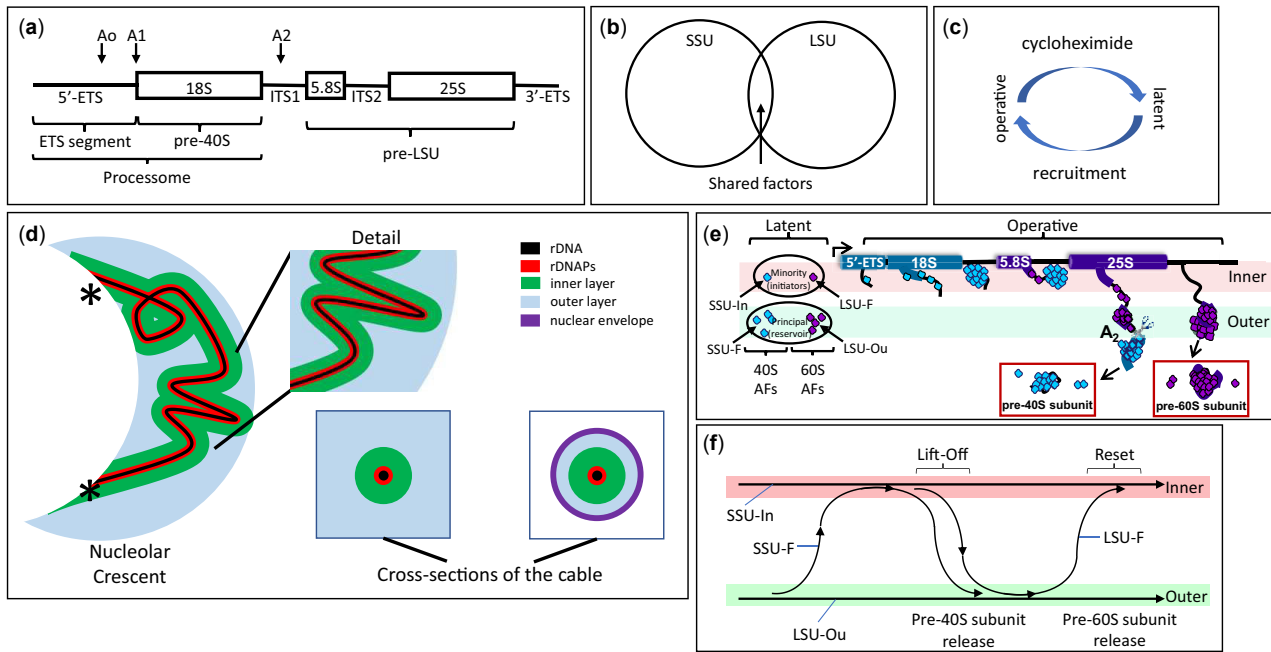 (a)
Ao A1 A2
18S 5.8S 25S
5’-ETS ITS1 ITS2 3’-ETS
ETS segment pre-40S pre-LSU
Processome
(b)
SSU LSU
Shared factors
(c)
cycloheximide
operative
latent
recruitment
(d)
Detail
rDNA
rDNAPs
inner layer
outer layer
nuclear envelope
*
*
Nucleolar
Crescent
Cross-sections of the cable
(e)
Latent Operative
5’-ETS 18S 5.8S 25S
Minority
(initiators)
Inner
SSU-In LSU-F
Principal
(reservoir)
Outer
A2
SSU-F LSU-Ou
40S 60S
AFs AFs
pre-40S subunit pre-60S subunit
(f)
Lift-Off Reset
Inner
SSU-In
SSU-F LSU-F
Outer
LSU-Ou
Pre-40S subunit Pre-60S subunit
release release